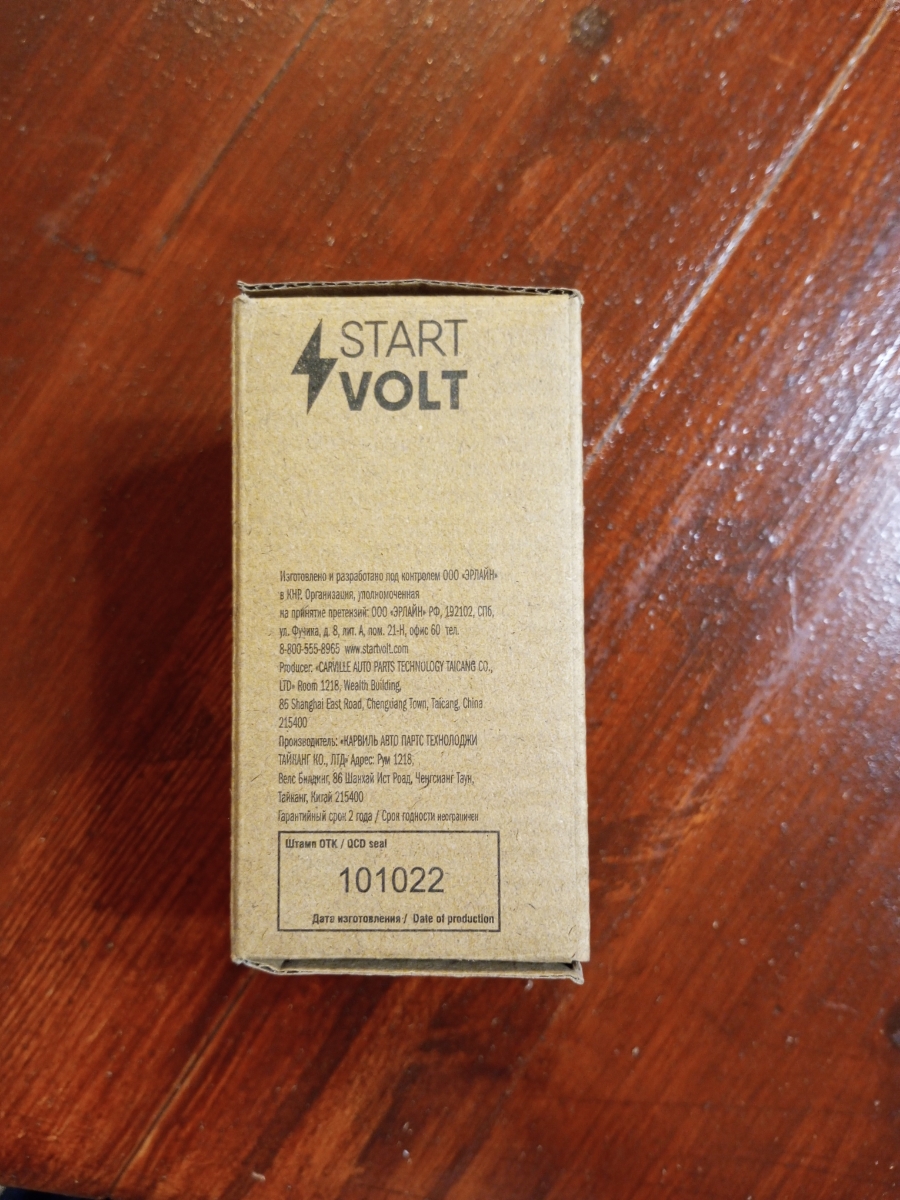 START
VOLT
Изготовлено и разработано под контролем ООО «ЭРЛАЙН»
в КНР. Организация, уполномоченная
на принятие претензий: ООО «ЭРЛАЙН» РФ, 192102, СПб,
ул. Фучика, д. 8, лит. А, пом. 21-Н, офис 60 тел.
8-800-555-8965 www.startvolt.com
Producer: «CARVILLE AUTO PARTS TECHNOLOGY TAICANG CO.,
LTD» Room 1218, Wealth Building,
85 Shanghai East Road, Chengxiang Town, Taicang, China
215400
Производитель: «КАРВИЛЬ АВТО ПАРТС ТЕХНОЛОДЖИ
ТАЙКАНГ КО., ЛТД» Адрес: Рум 1218,
Велс Билдинг, 86 Шанхай Ист Роад, Ченгсианг Таун,
Тайканг, Китай 215400
Гарантийный срок 2 года / Срок годности неограничен
Штамп ОТК / QCD seal
101022
Дата изготовления / Date of production